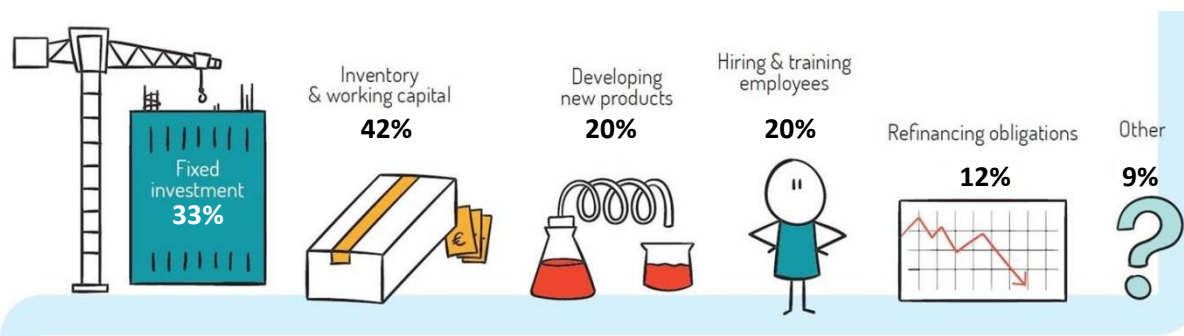 Fixed
investment
33%
Inventory
& working capital
42%
€
Developing
new products
20%
Hiring & training
employees
20%
Refinancing obligations
12%
Other
9%
?